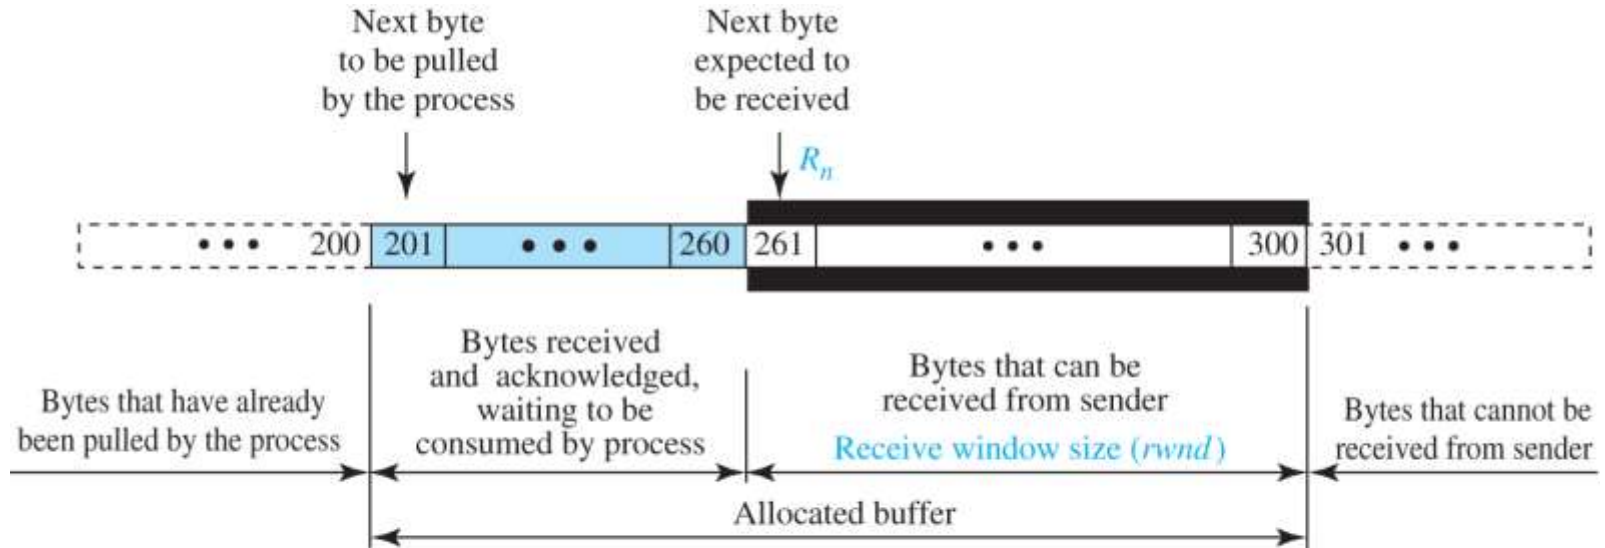 Next byte
to be pulled
by the process
Next byte
expected to
be received
Rn
••• 200 201 ••• 260 261 ••• 300 301 •••
Bytes that have already
been pulled by the process
Bytes received
and acknowledged,
waiting to be
consumed by process
Bytes that can be
received from sender
Receive window size (rwnd)
Bytes that cannot be
received from sender
Allocated buffer